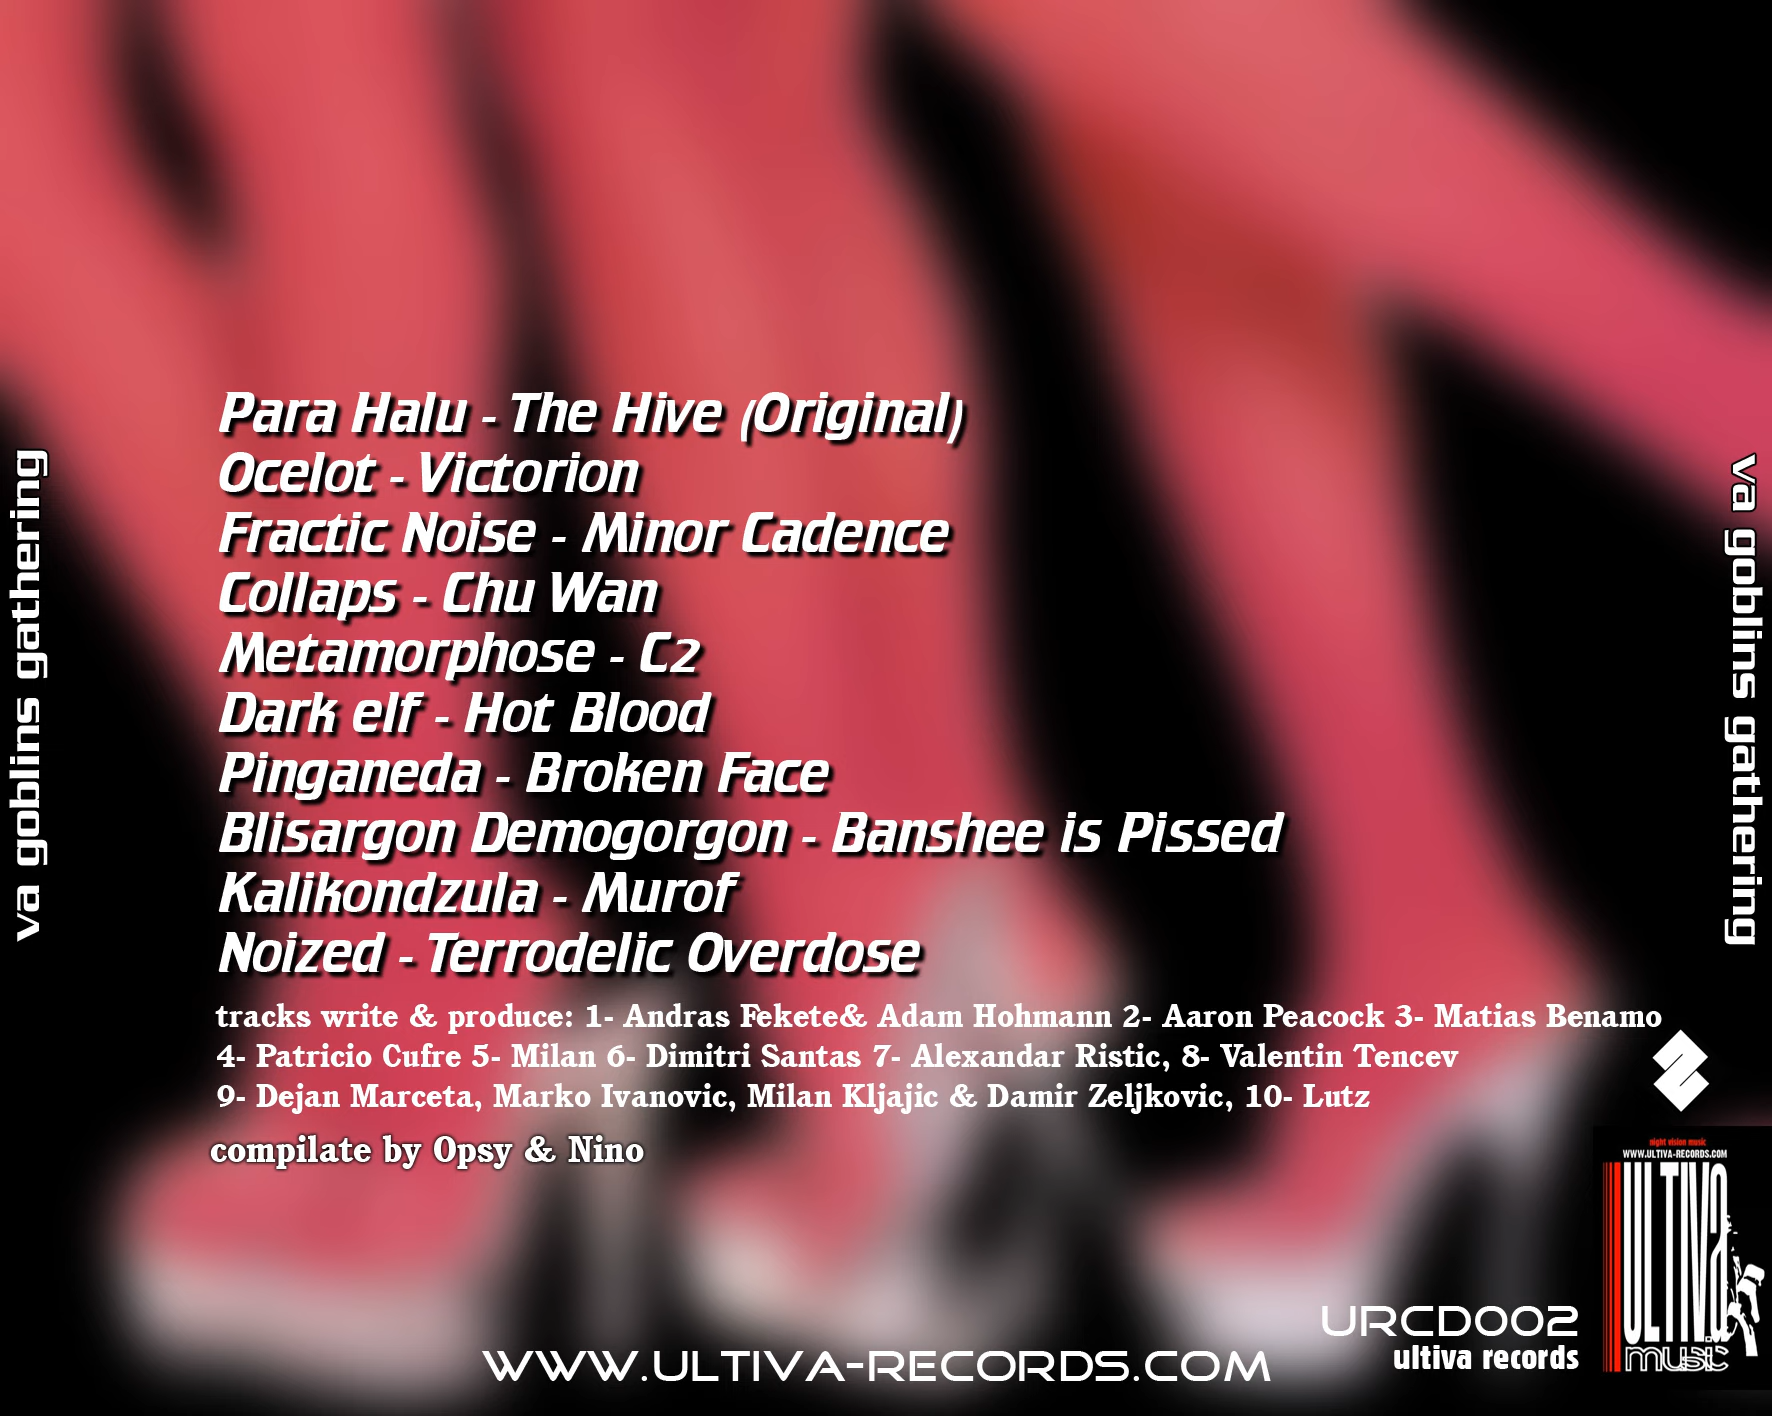 va goblins gathering
Para Halu - The Hive (Original)
Ocelot - Victorion
Fractic Noise - Minor Cadence
Collaps - Chu Wan
Metamorphose - C2
Dark elf - Hot Blood
Pinganeda - Broken Face
Blisargon Demogorgon - Banshee is Pissed
Kalikondzula - Murof
Noized - Terrodelic Overdose
tracks write & produce: 1- Andras Fekete& Adam Hohmann 2- Aaron Peacock 3- Matias Benamo
4- Patricio Cufre 5- Milan 6- Dimitri Santas 7- Alexandar Ristic, 8- Valentin Tencev
9- Dejan Marceta, Marko Ivanovic, Milan Kljajic & Damir Zeljkovic, 10- Lutz
compilate by Opsy & Nino
va goblins gathering
night vision music
WWW.ULTIVA-RECORDS.COM
ULTIVA
music
URCD002
ultiva records
WWW.ULTIVA-RECORDS.COM